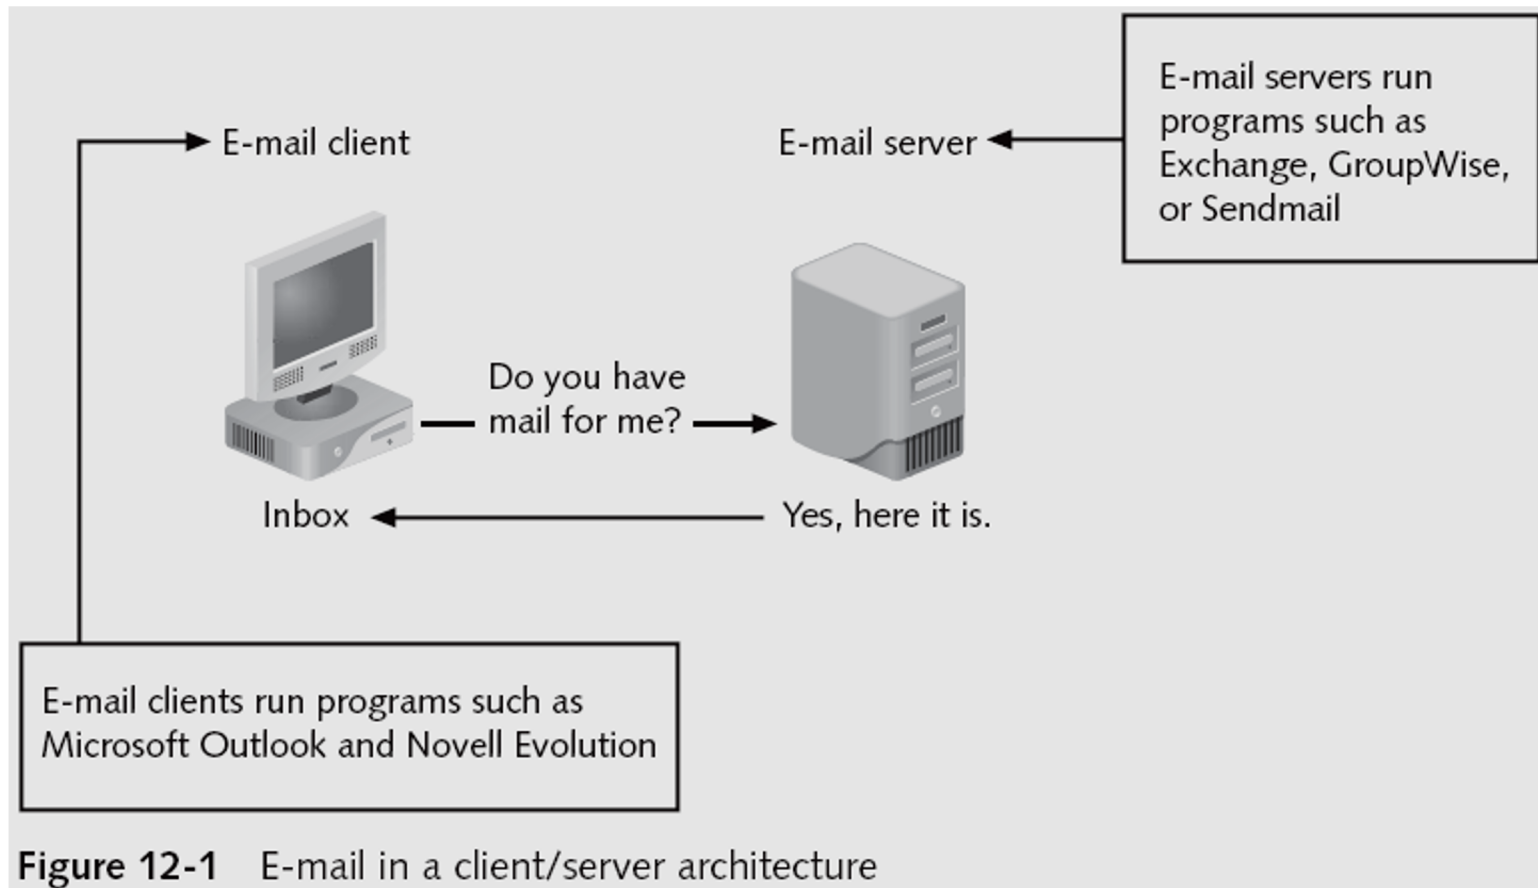 E-mail client
E-mail server
E-mail servers run
programs such as
Exchange, GroupWise,
or Sendmail
Do you have
mail for me?
Inbox
Yes, here it is.
E-mail clients run programs such as
Microsoft Outlook and Novell Evolution
Figure 12-1 E-mail in a client/server architecture